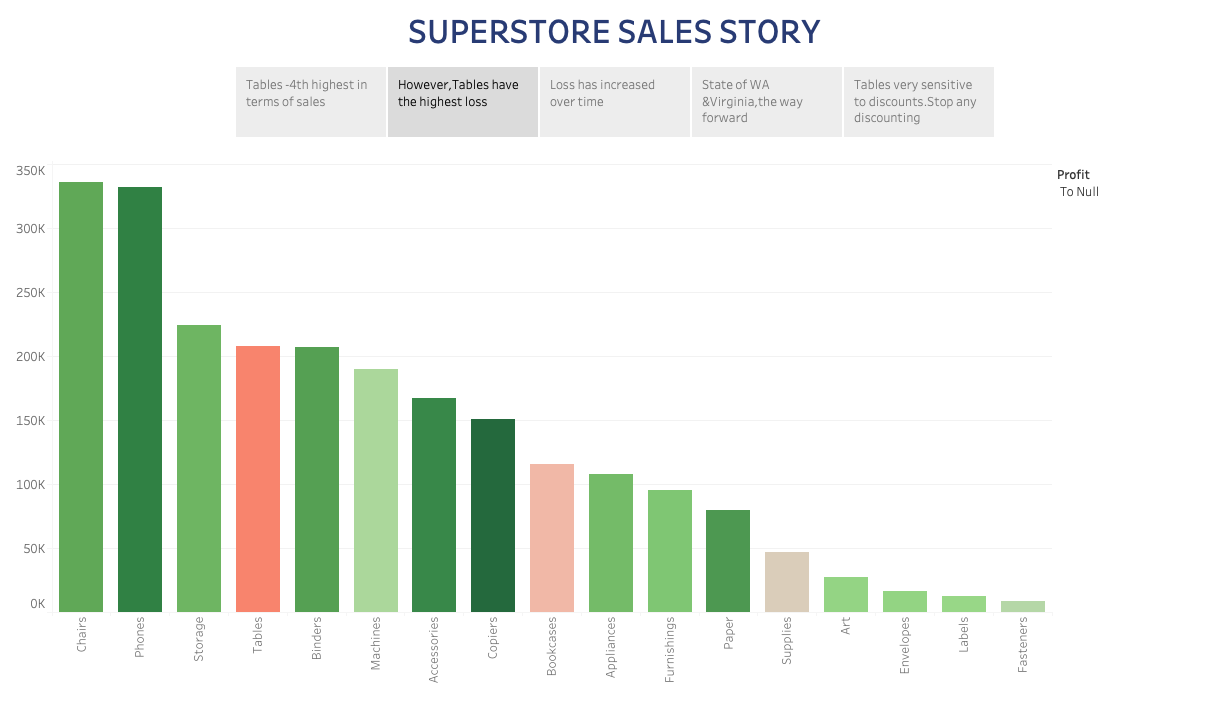 SUPERSTORE SALES STORY
Tables -4th highest in
terms of sales
However,Tables have
the highest loss
Loss has increased
over time
State of WA
&Virginia,the way
forward
Tables very sensitive
to discounts.Stop any
discounting
350K
300K
250K
200K
150K
100K
50K
0K
Profit
To Null
Chairs
Phones
Storage
Tables
Binders
Machines
Accessories
Copiers
Bookcases
Appliances
Furnishings
Paper
Supplies
Art
Envelopes
Labels
Fasteners